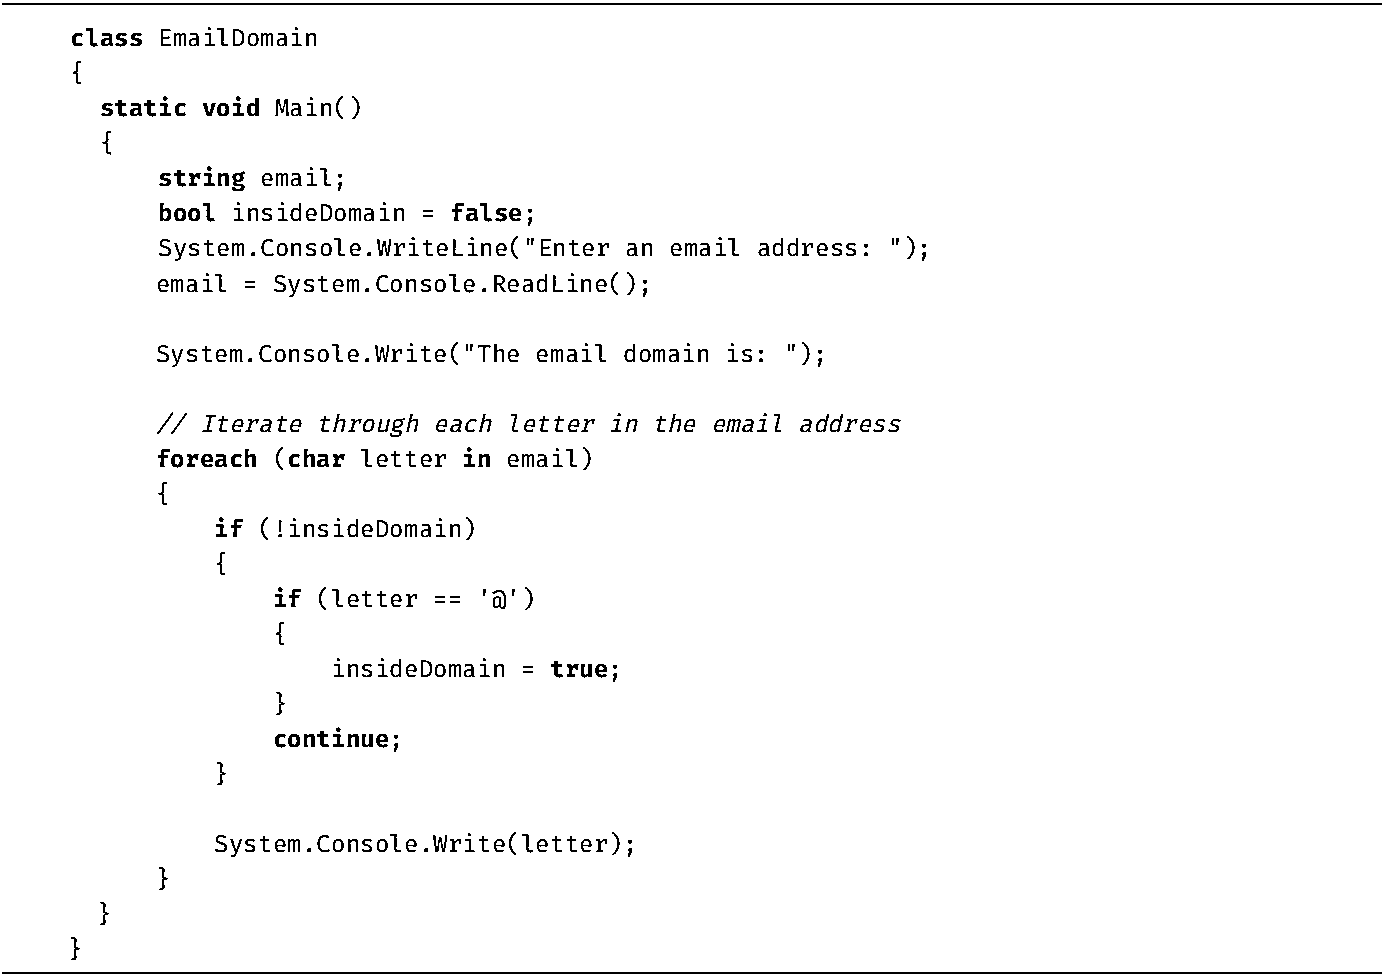 class EmailDomain
{
  static void Main()
  {
      string email;
      bool insideDomain = false;
      System.Console.WriteLine("Enter an email address: ");
      email = System.Console.ReadLine();

      System.Console.Write("The email domain is: ");

      // Iterate through each letter in the email address
      foreach (char letter in email)
      {
          if (!insideDomain)
          {
              if (letter == '@')
              {
                  insideDomain = true;
              }
              continue;
          }

          System.Console.Write(letter);
      }
  }
}